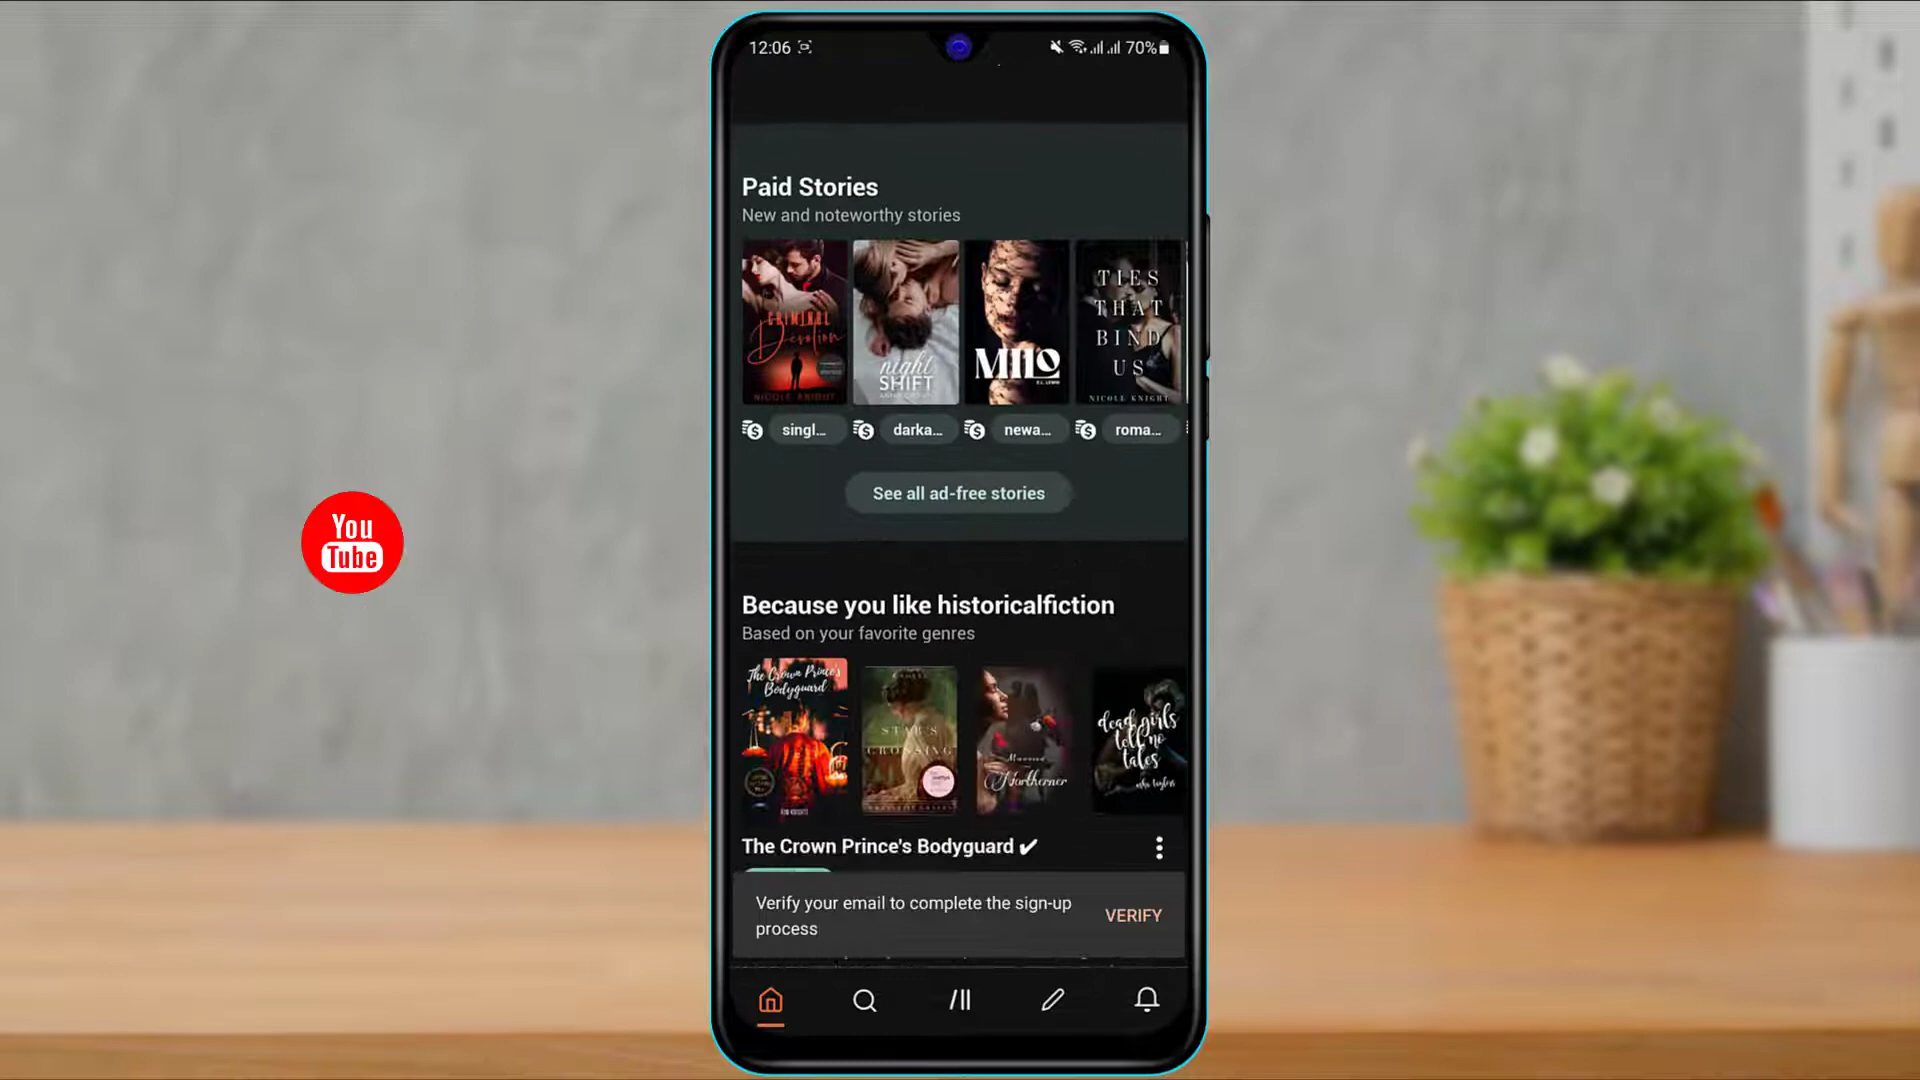 12:06
70%
Paid Stories
New and noteworthy stories
CRIMINAL
Devotion
NICOLE KNIGHT
night
SHIFT
MILO
TIES
THAT
BIND
US
NICOLE KNIGHT
singl...
darka...
newa...
roma...
See all ad-free stories
You
Tube
Because you like historicalfiction
Based on your favorite genres
The Crown Prince's
Bodyguard
STAR'S
CROSSING
Northerner
dead girls
tell no
tales
The Crown Prince's Bodyguard ✔
Verify your email to complete the sign-up
process
VERIFY